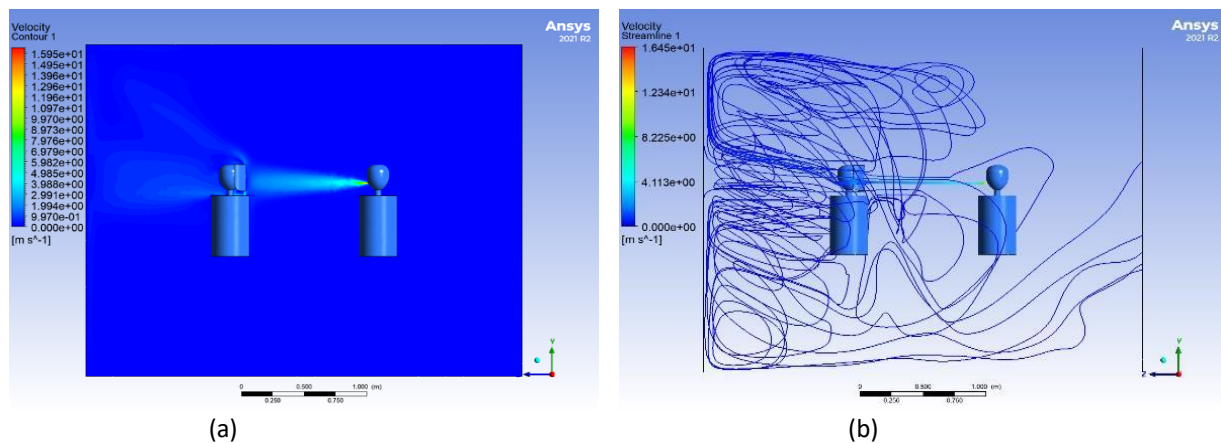 Velocity
Contour 1
1.595e+01
1.495e+01
1.396e+01
1.296e+01
1.196e+01
1.097e+01
9.970e+00
8.973e+00
7.976e+00
6.979e+00
5.982e+00
4.985e+00
3.988e+00
2.991e+00
1.994e+00
9.970e-01
0.000e+00
[m s^-1]
Ansys
2021 R2
Y
0 0.500 1.000 (m)
0.250 0.750
(a)
Velocity
Streamline 1
1.645e+01
1.234e+01
8.225e+00
4.113e+00
0.000e+00
[m s^-1]
Ansys
2021 R2
Y
Z
0 0.500 1.000 (m)
0.250 0.750
(b)